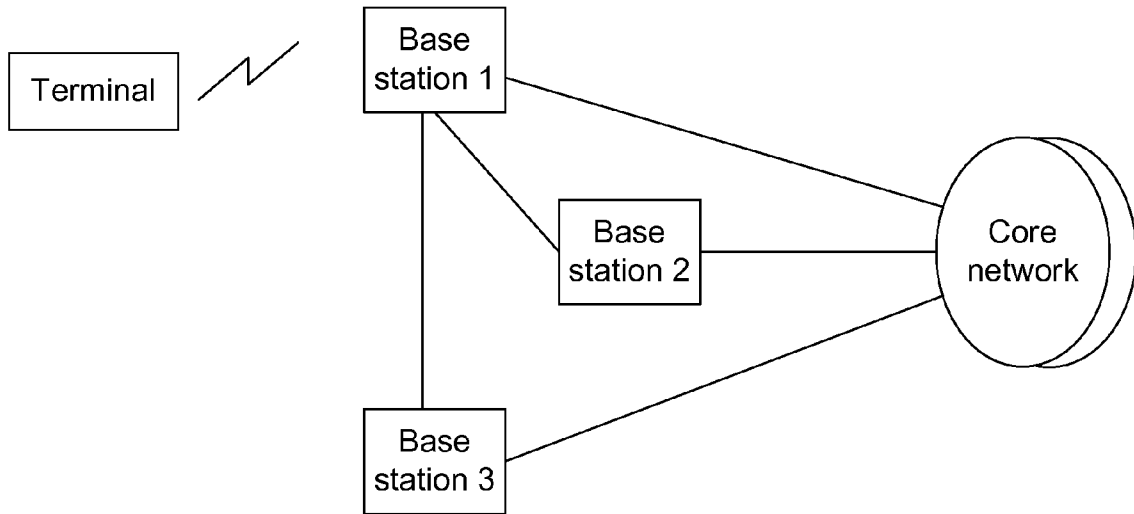 Terminal
Base
station 1
Base
station 2
Core
network
Base
station 3